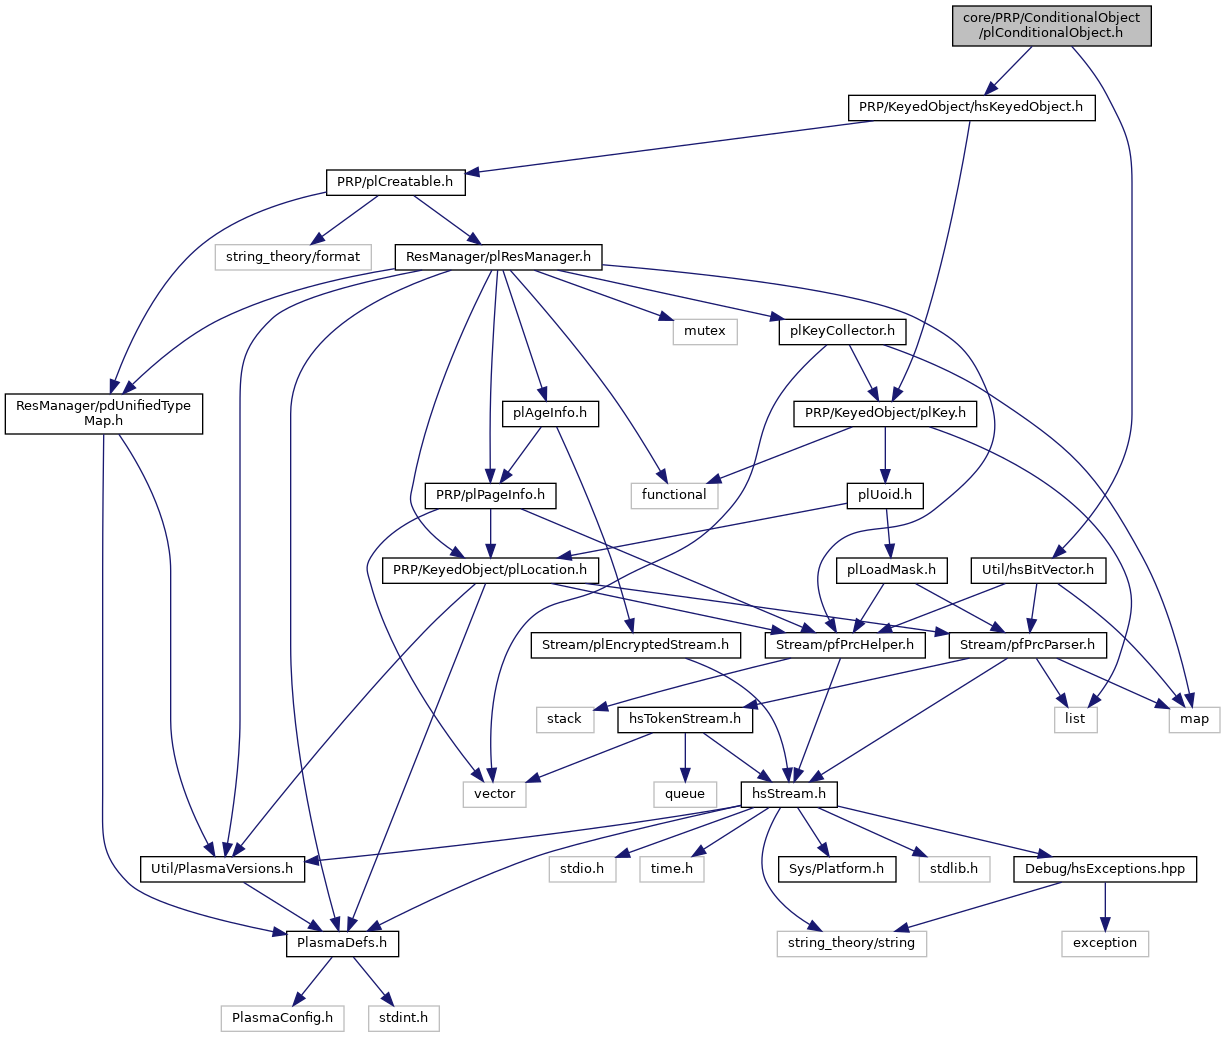 core/PRP/ConditionalObject
/plConditionalObject.h
PRP/KeyedObject/hsKeyedObject.h
PRP/plCreatable.h
string_theory/format
ResManager/plResManager.h
mutex
plKeyCollector.h
ResManager/pdUnifiedType
Map.h
plAgeInfo.h
PRP/KeyedObject/plKey.h
PRP/plPageInfo.h
functional
plUoid.h
PRP/KeyedObject/plLocation.h
plLoadMask.h
Util/hsBitVector.h
Stream/plEncryptedStream.h
Stream/pfPrcHelper.h
Stream/pfPrcParser.h
stack
hsTokenStream.h
list
map
vector
queue
hsStream.h
Util/PlasmaVersions.h
stdio.h
time.h
Sys/Platform.h
stdlib.h
Debug/hsExceptions.hpp
PlasmaDefs.h
string_theory/string
exception
PlasmaConfig.h
stdint.h